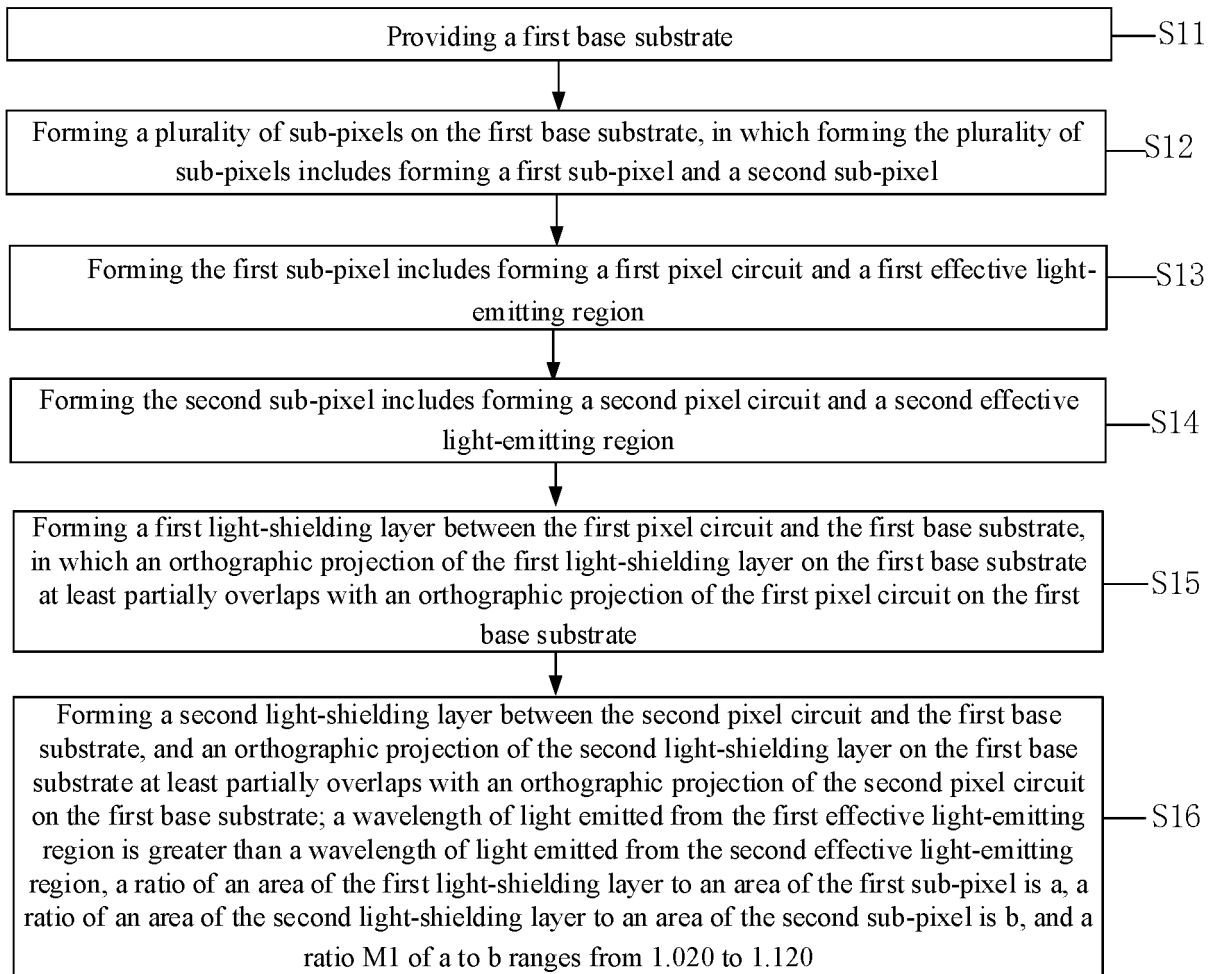 Providing a first base substrate
S11
Forming a plurality of sub-pixels on the first base substrate, in which forming the plurality of
sub-pixels includes forming a first sub-pixel and a second sub-pixel
S12
Forming the first sub-pixel includes forming a first pixel circuit and a first effective light-
emitting region
S13
Forming the second sub-pixel includes forming a second pixel circuit and a second effective
light-emitting region
S14
Forming a first light-shielding layer between the first pixel circuit and the first base substrate,
in which an orthographic projection of the first light-shielding layer on the first base substrate
at least partially overlaps with an orthographic projection of the first pixel circuit on the first
base substrate
S15
Forming a second light-shielding layer between the second pixel circuit and the first base
substrate, and an orthographic projection of the second light-shielding layer on the first base
substrate at least partially overlaps with an orthographic projection of the second pixel circuit
on the first base substrate; a wavelength of light emitted from the first effective light-emitting
region is greater than a wavelength of light emitted from the second effective light-emitting
region, a ratio of an area of the first light-shielding layer to an area of the first sub-pixel is a, a
ratio of an area of the second light-shielding layer to an area of the second sub-pixel is b, and a
ratio M1 of a to b ranges from 1.020 to 1.120
S16